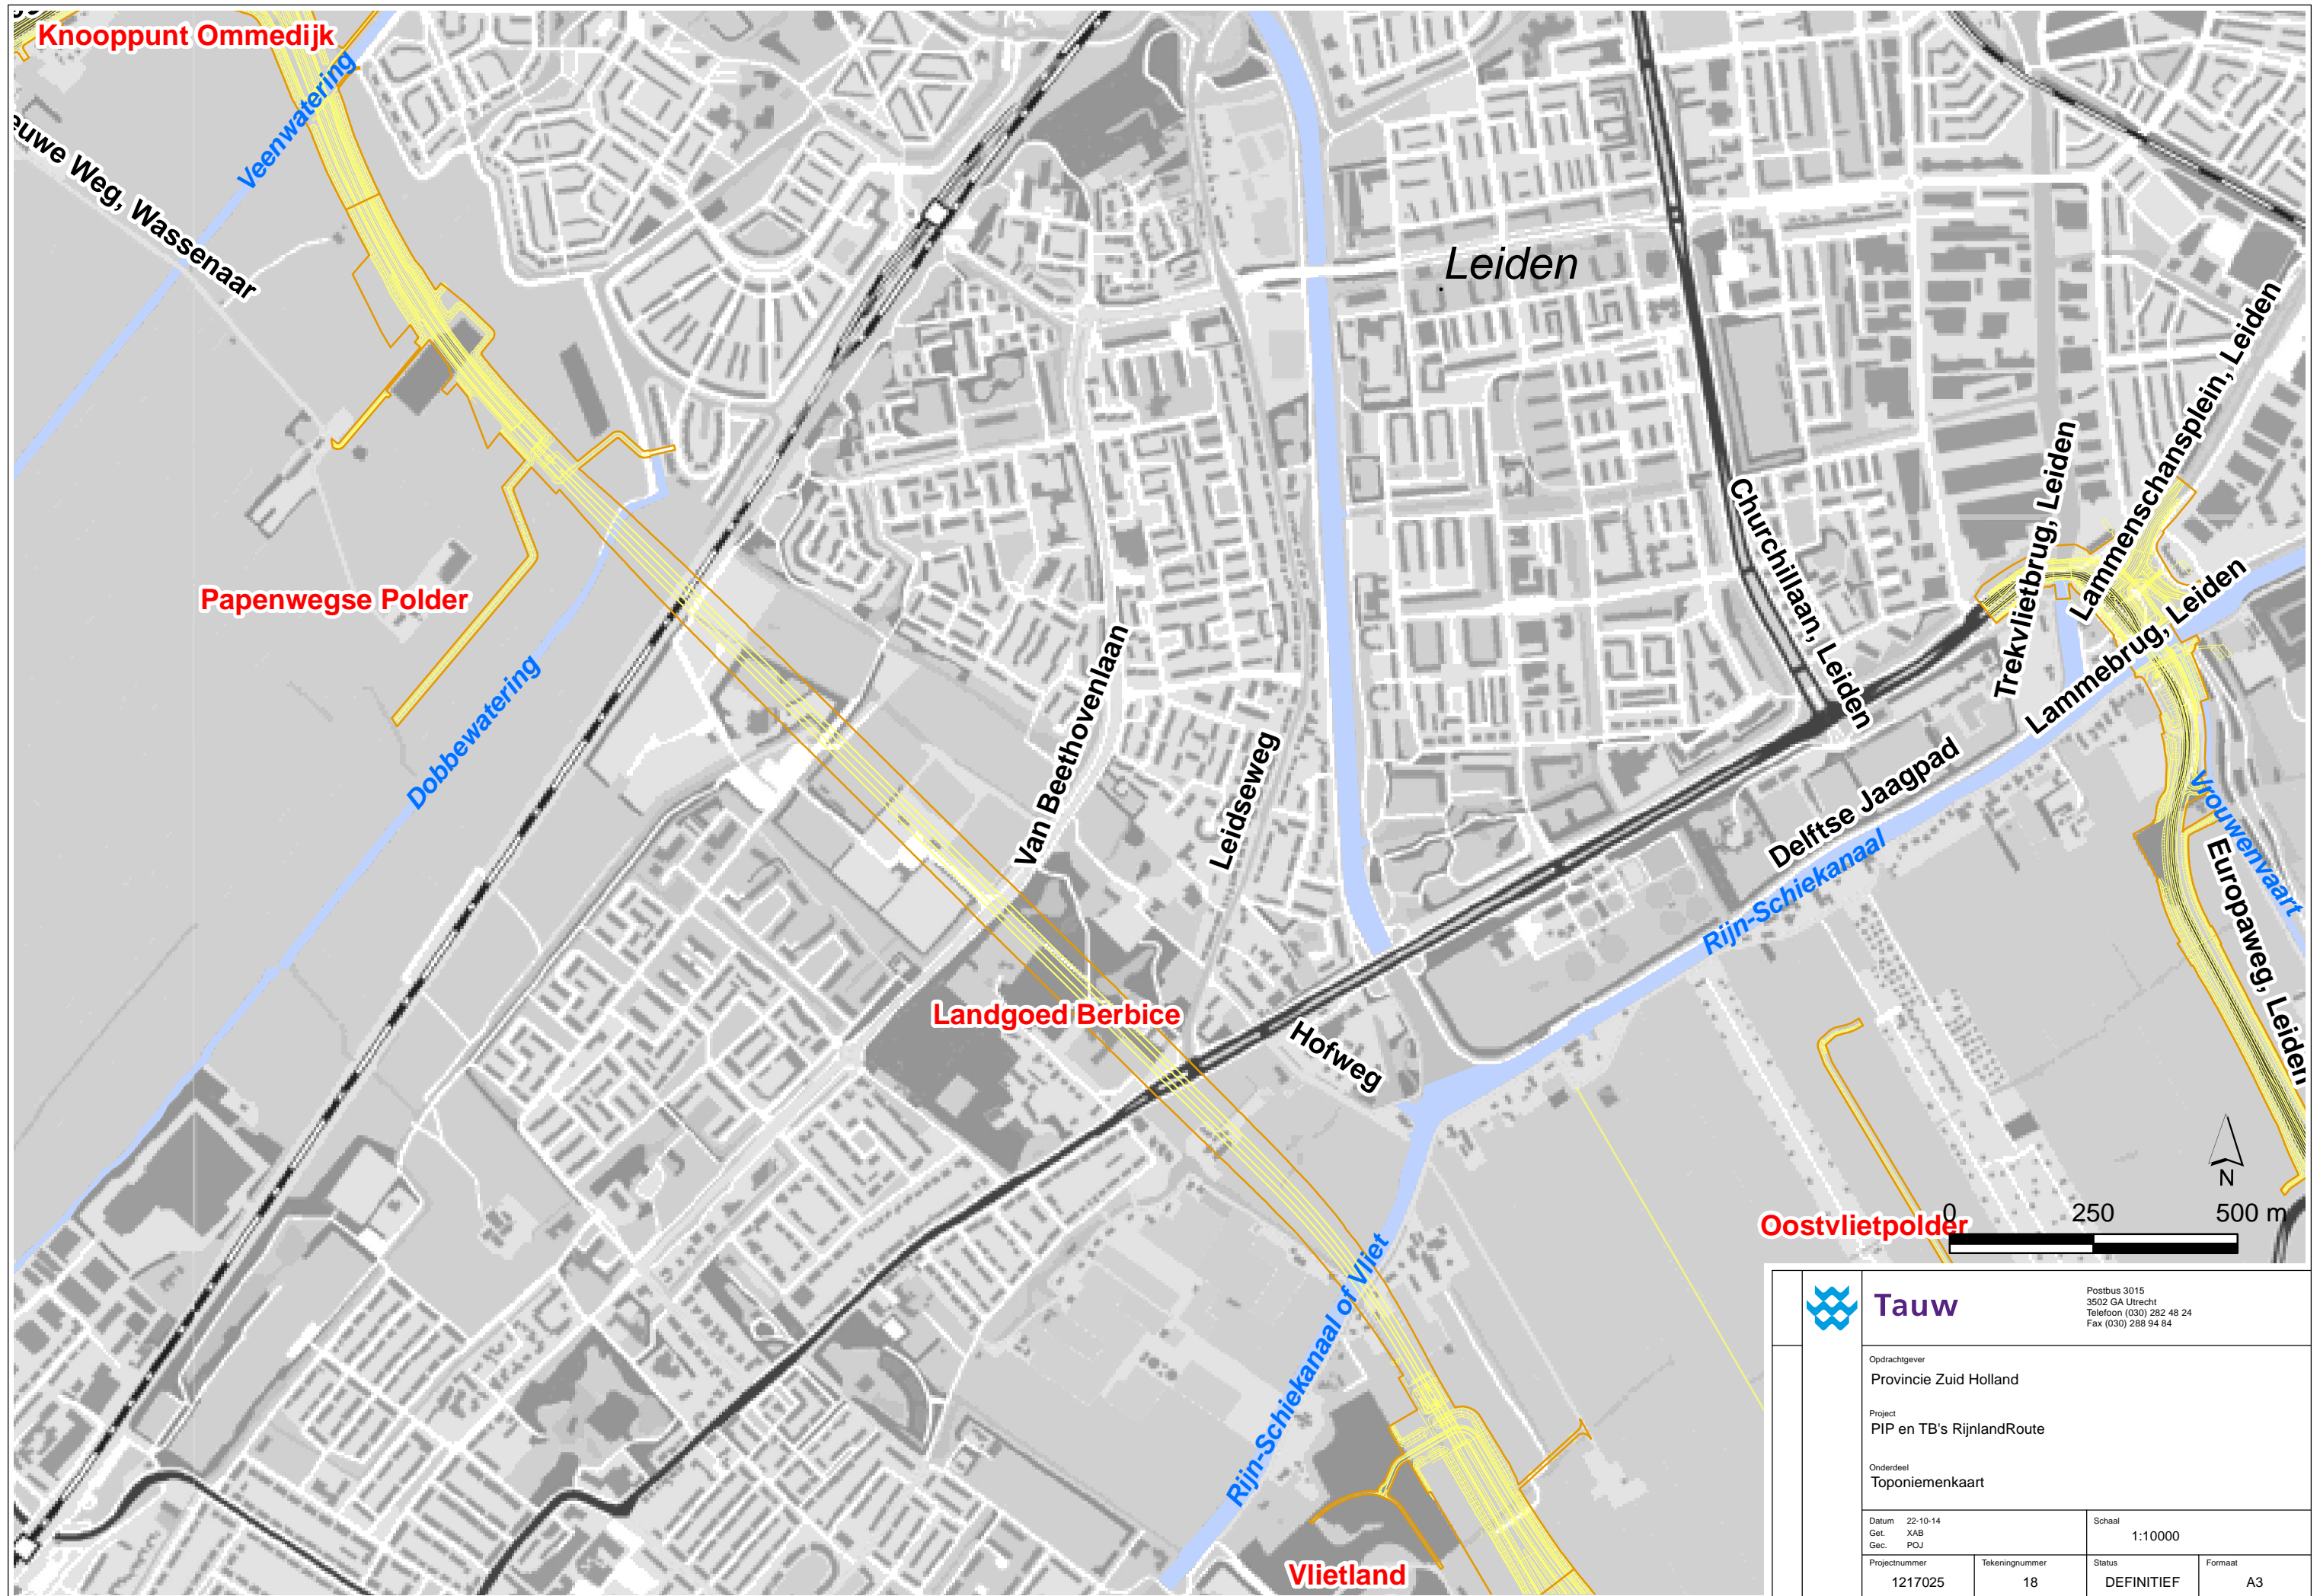 Knooppunt Ommedijk
Veenwatering
euwe Weg, Wassenaar
Leiden
Papenwegse Polder
Dobbewatering
Van Beethovenlaan
Leidseweg
Churchillaan, Leiden
Trekvlietbrug, Leiden
Lammenschansplein, Leiden
Lammebrug, Leiden
Delftse Jaagpad
Rijn-Schiekanaal
Vrouwenvaart
Europaweg, Leiden
Landgoed Berbice
Hofweg
Rijn-Schiekanaal of Vliet
Oostvlietpolder
Vlietland
N
0 250 500 m
Tauw
Postbus 3015
3502 GA Utrecht
Telefoon (030) 282 48 24
Fax (030) 288 94 84
Opdrachtgever
Provincie Zuid Holland
Project
PIP en TB's RijnlandRoute
Onderdeel
Toponiemenkaart
Datum 22-10-14
Get. XAB
Gec. POJ
Schaal
1:10000
Projectnummer
1217025
Tekeningnummer
18
Status
DEFINITIEF
Formaat
A3